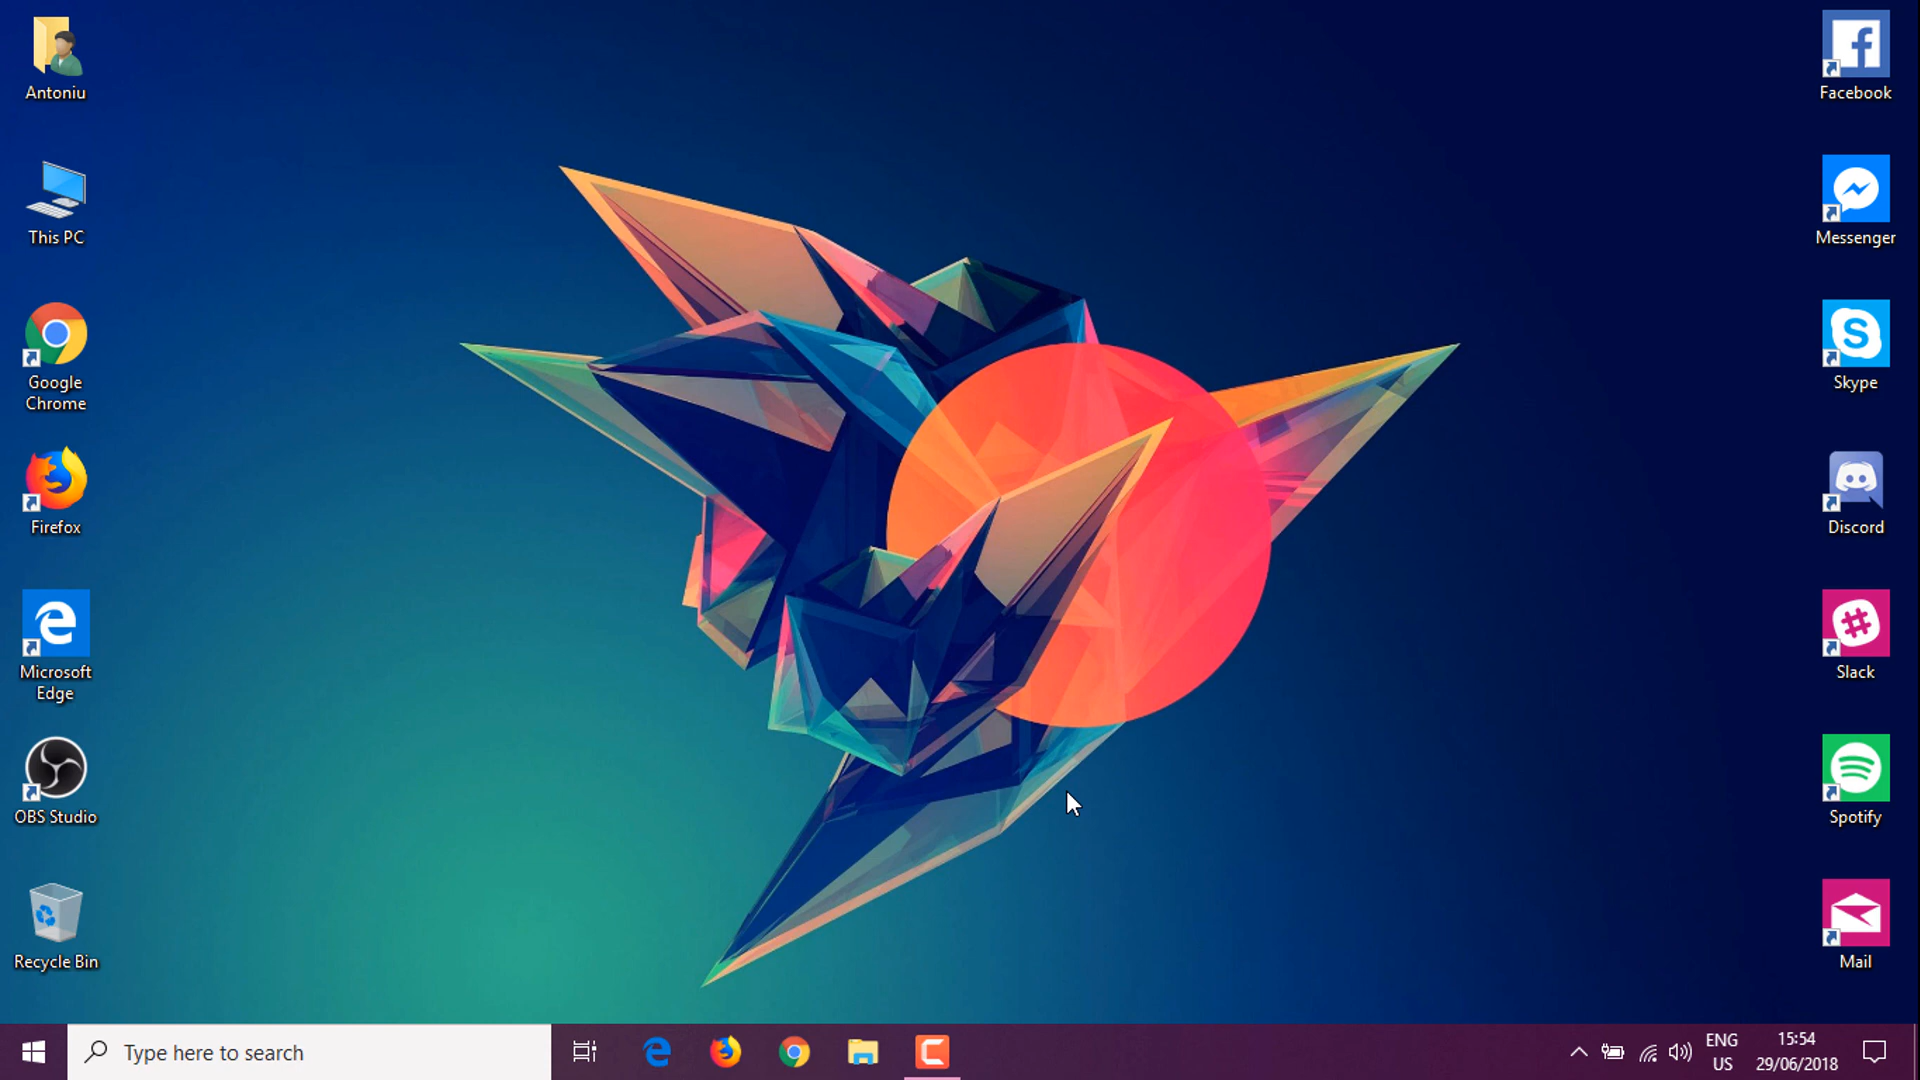 Antoniu
This PC
Google
Chrome
Firefox
Microsoft
Edge
OBS Studio
Recycle Bin
Facebook
Messenger
Skype
Discord
Slack
Spotify
Mail
Type here to search
ENG
US
15:54
29/06/2018